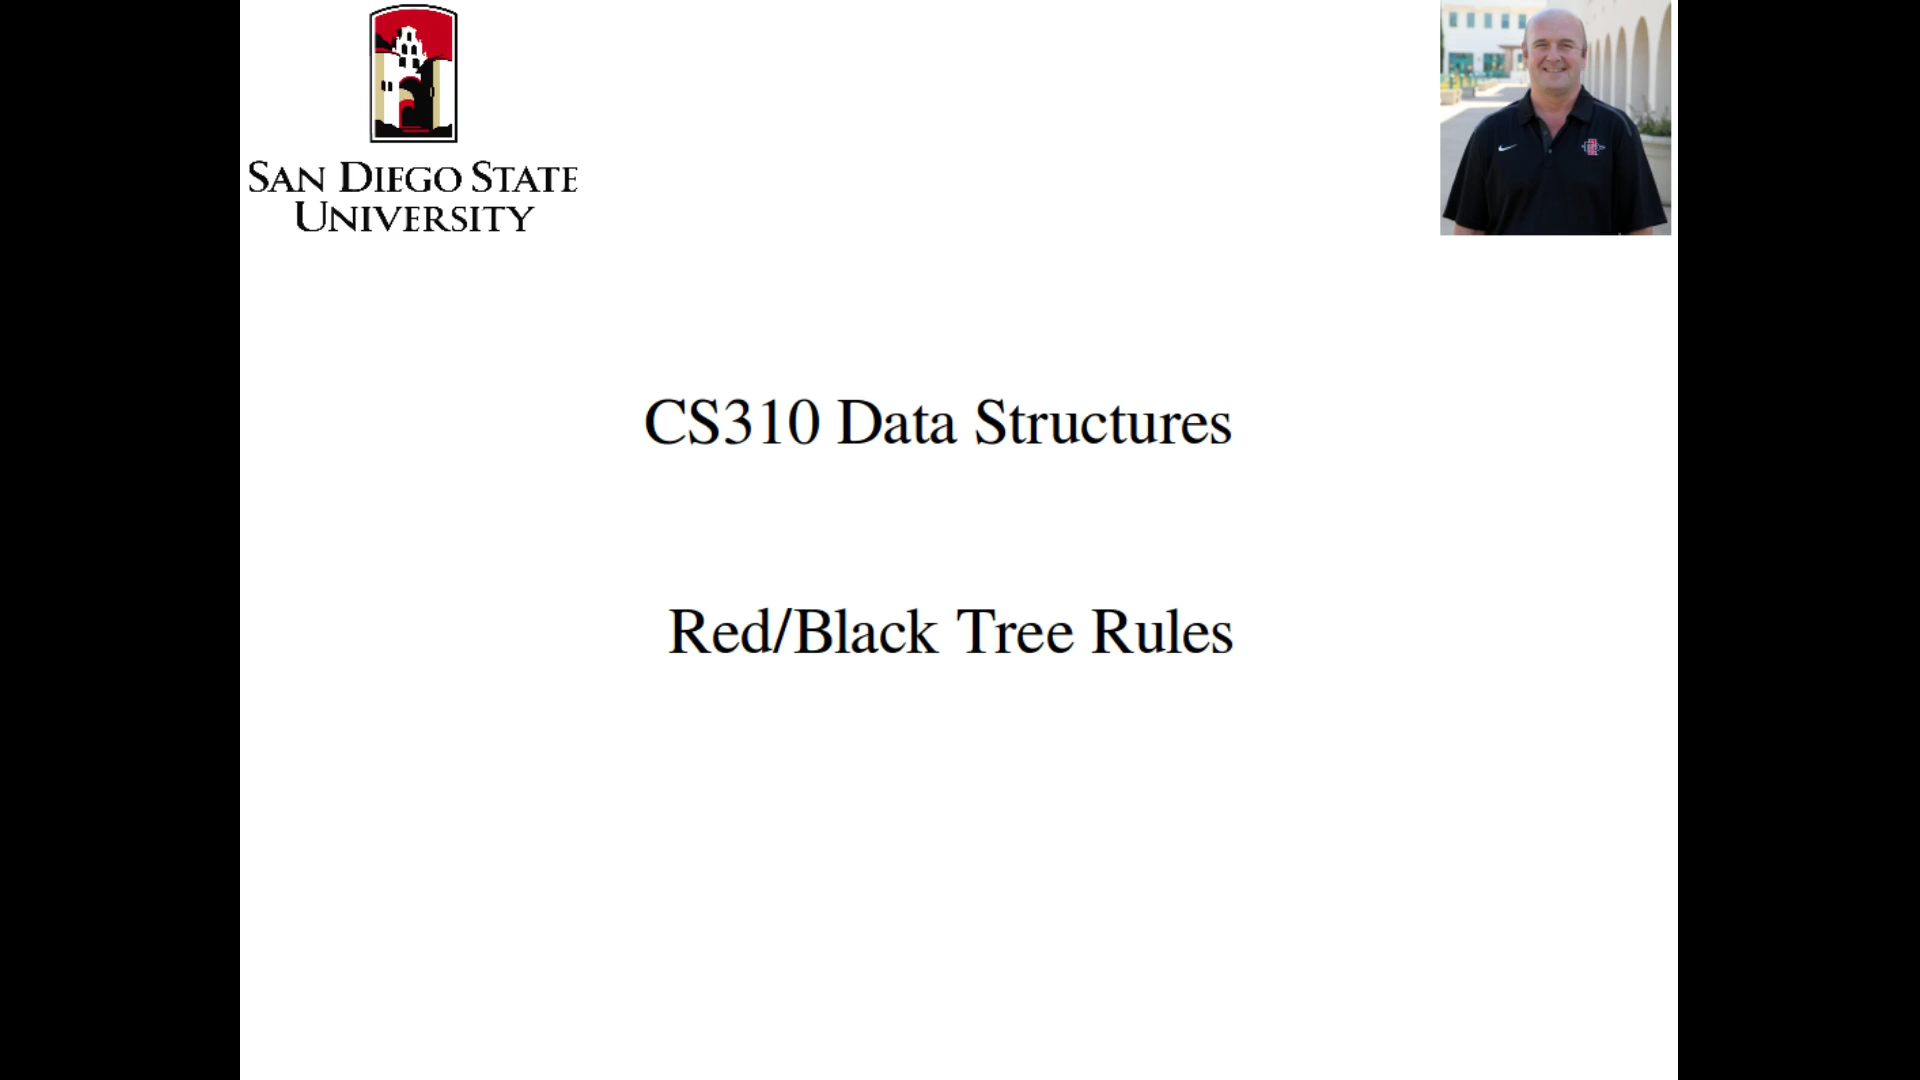 SAN DIEGO STATE
UNIVERSITY
CS310 Data Structures
Red/Black Tree Rules